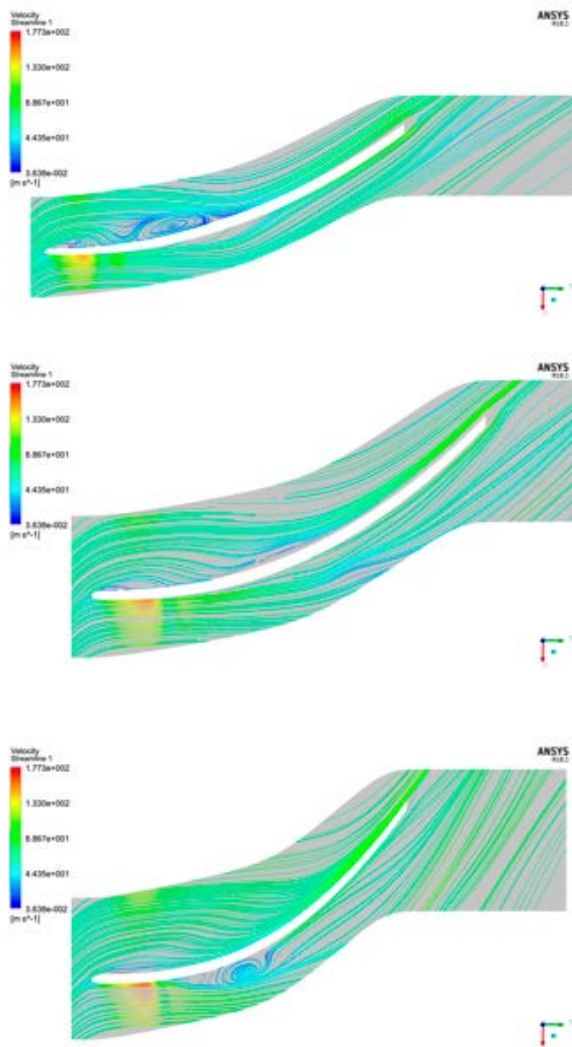 Velocity
Streamline 1
1.773e+002
1.330e+002
8.867e+001
4.435e+001
3.638e-002
[m s^-1]
ANSYS
Velocity
Streamline 1
1.773e+002
1.330e+002
8.867e+001
4.435e+001
3.638e-002
[m s^-1]
ANSYS
Velocity
Streamline 1
1.773e+002
1.330e+002
8.867e+001
4.435e+001
3.638e-002
[m s^-1]
ANSYS